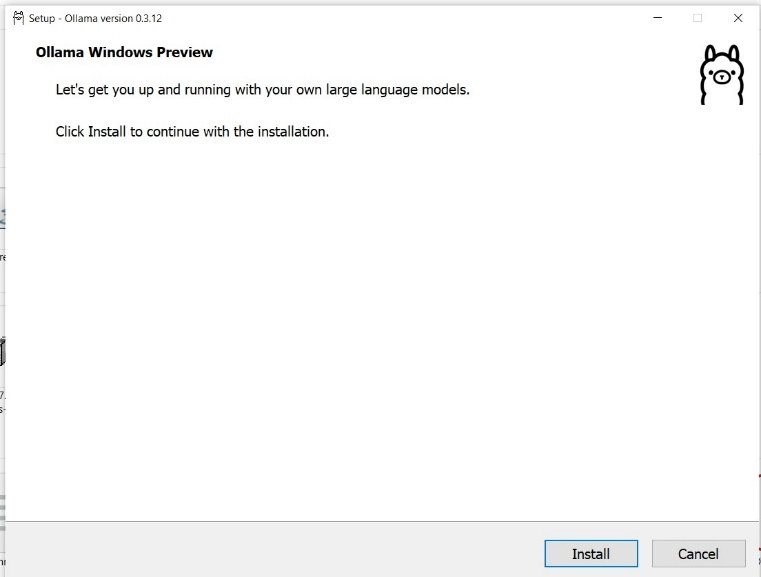 Setup - Ollama version 0.3.12
Ollama Windows Preview
Let's get you up and running with your own large language models.
Click Install to continue with the installation.
Install
Cancel